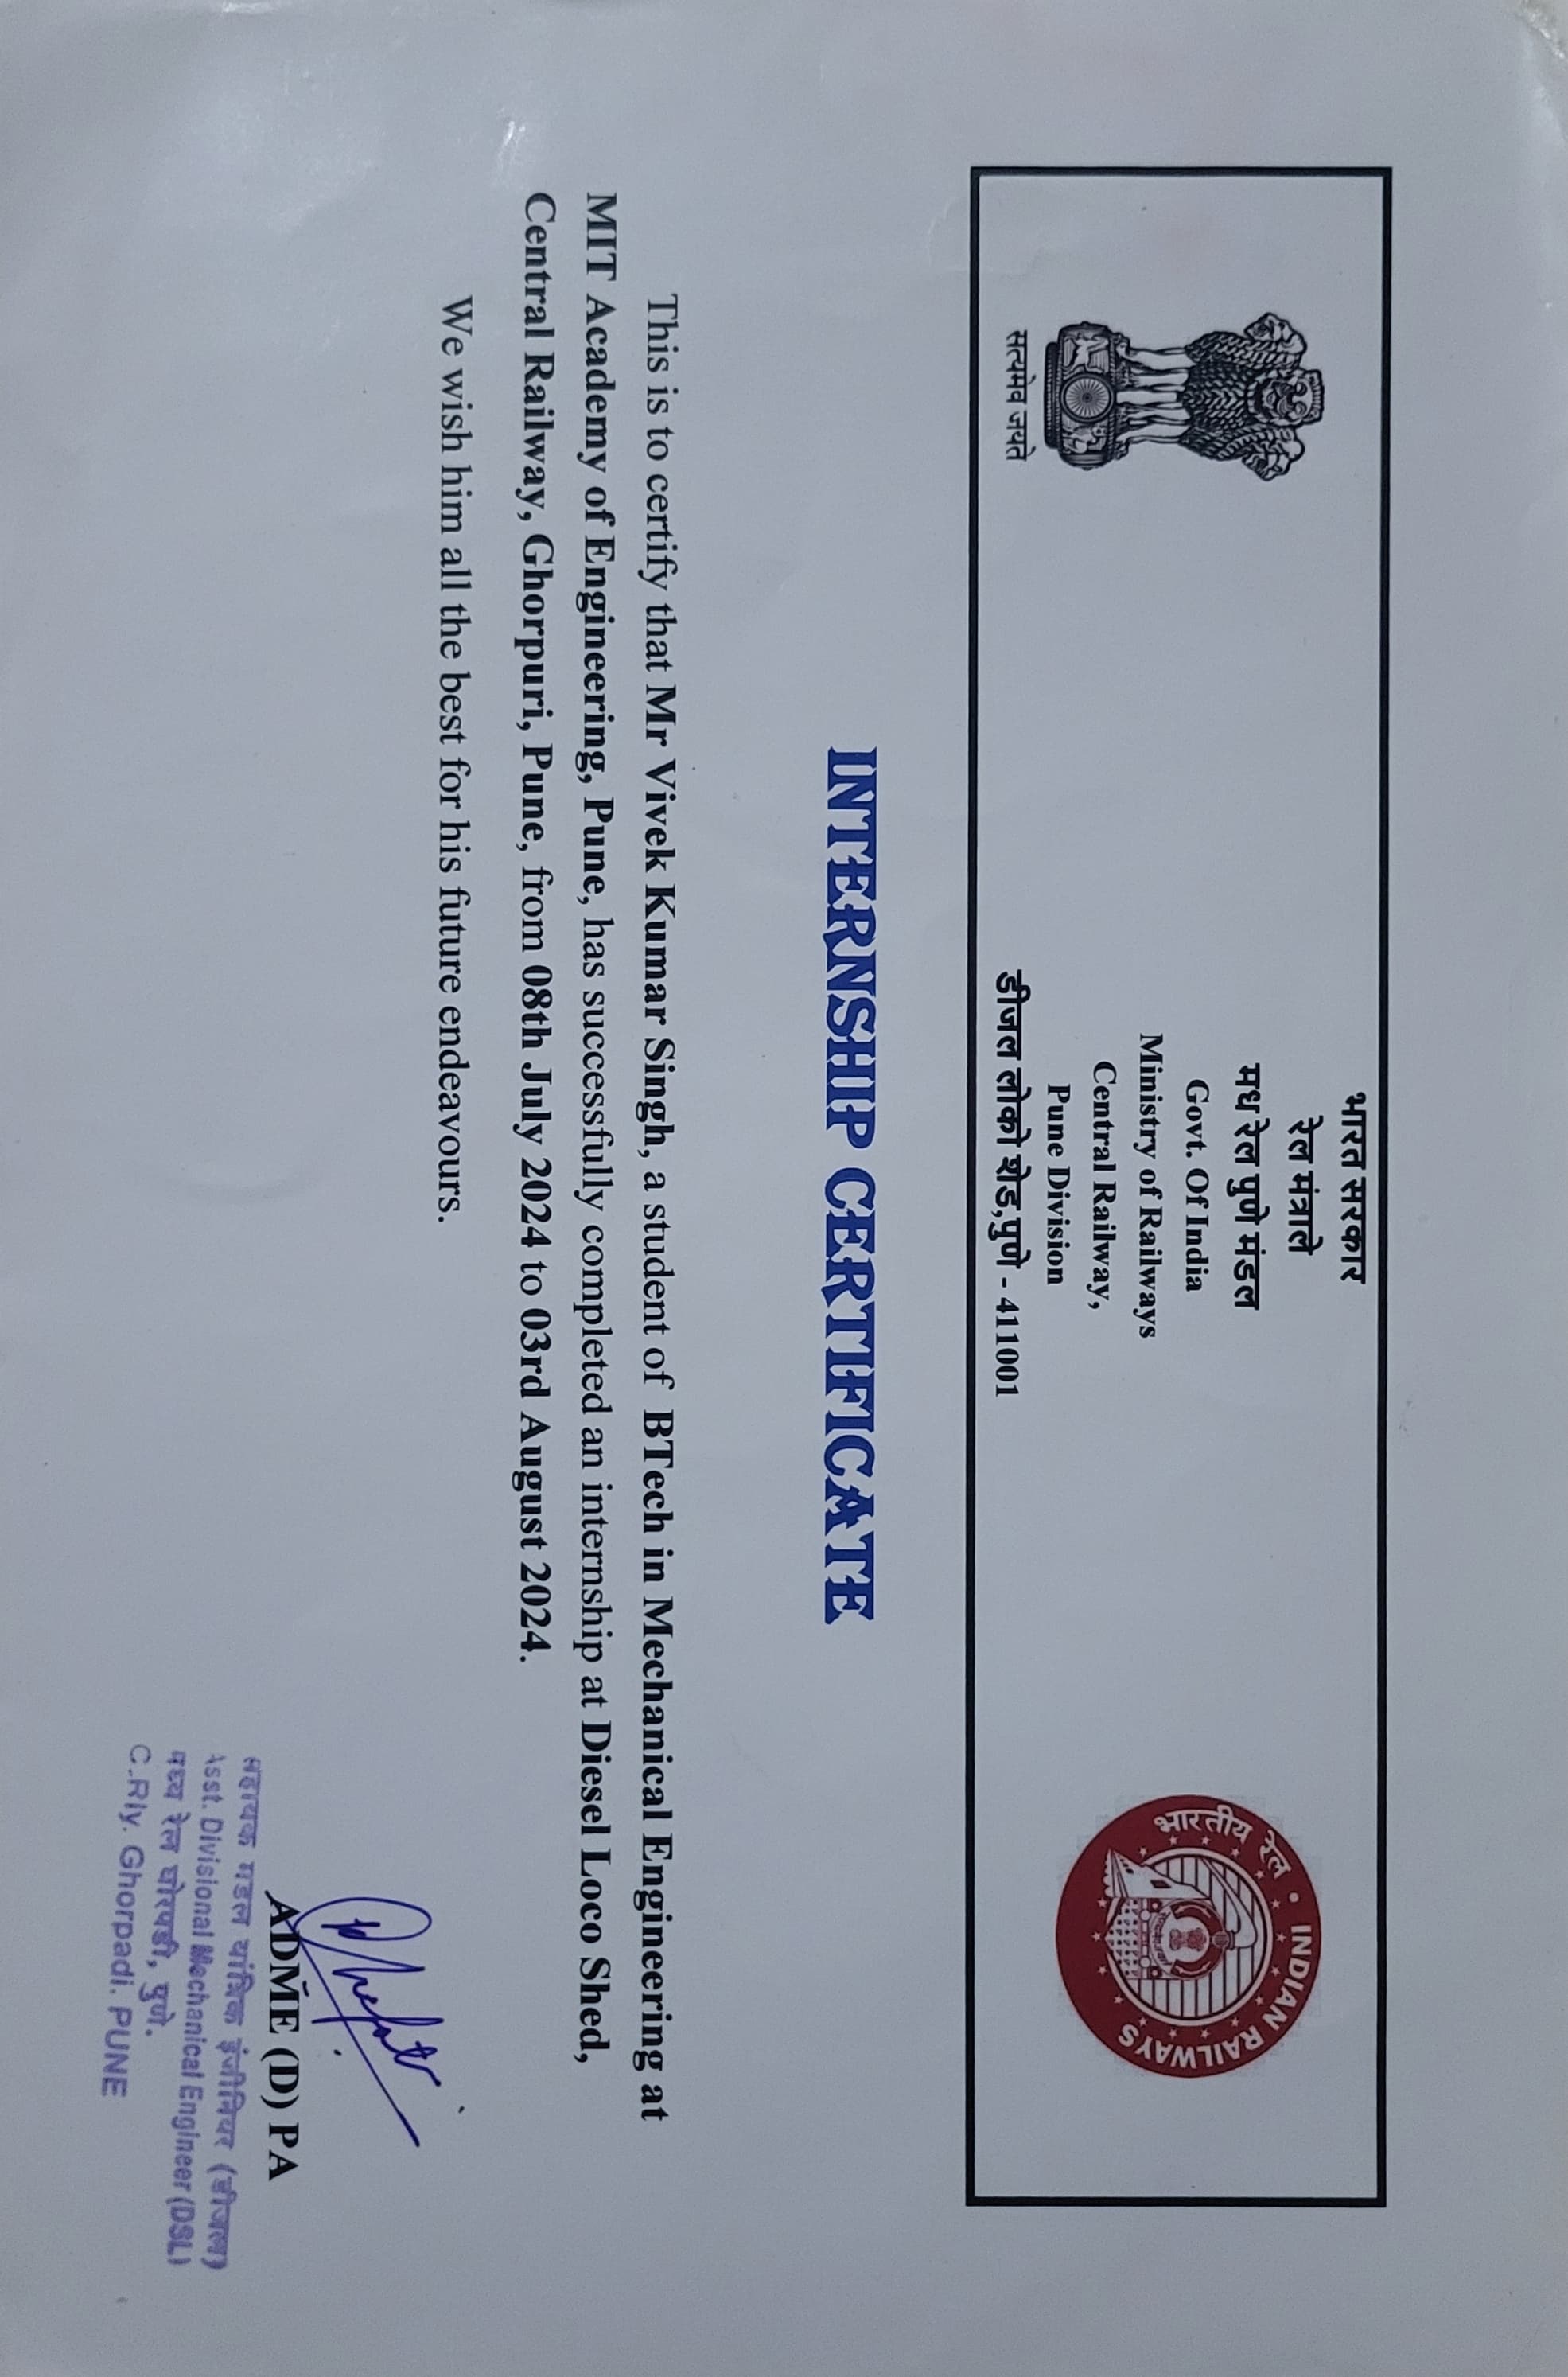 भारत सरकार
रेल मंत्राले
मध रेल पुणे मंडल
Govt. Of India
Ministry of Railways
Central Railway,
Pune Division
डीजल लोको शेड,पुणे - 411001
सत्यमेव जयते
भारतीय रेल • INDIAN RAILWAYS
INTERNSHIP CERTIFICATE
This is to certify that Mr Vivek Kumar Singh, a student of BTech in Mechanical Engineering at
MIT Academy of Engineering, Pune, has successfully completed an internship at Diesel Loco Shed,
Central Railway, Ghorpuri, Pune, from 08th July 2024 to 03rd August 2024.
We wish him all the best for his future endeavours.
ADME (D) PA
सहायक मडल यांत्रिक इंजीनियर (डीजल)
Asst. Divisional Mechanical Engineer (DSL)
मध्य रेल घोरपडी, पुणे.
C.Rly. Ghorpadi. PUNE